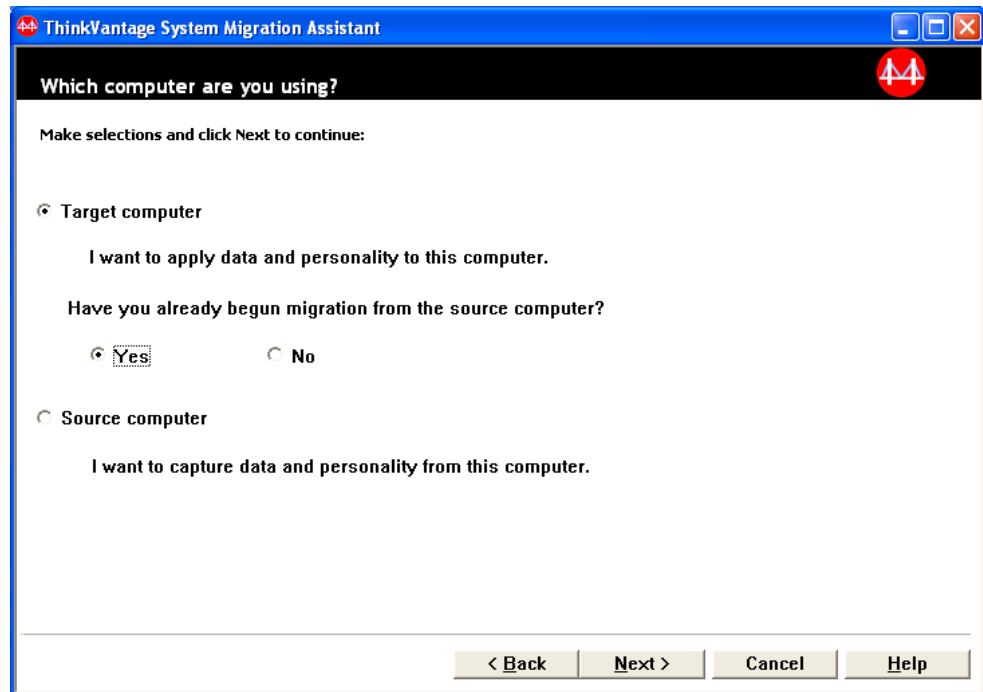 ThinkVantage System Migration Assistant
Which computer are you using?
Make selections and click Next to continue:
Target computer
I want to apply data and personality to this computer.
Have you already begun migration from the source computer?
Yes No
Source computer
I want to capture data and personality from this computer.
< Back Next > Cancel Help